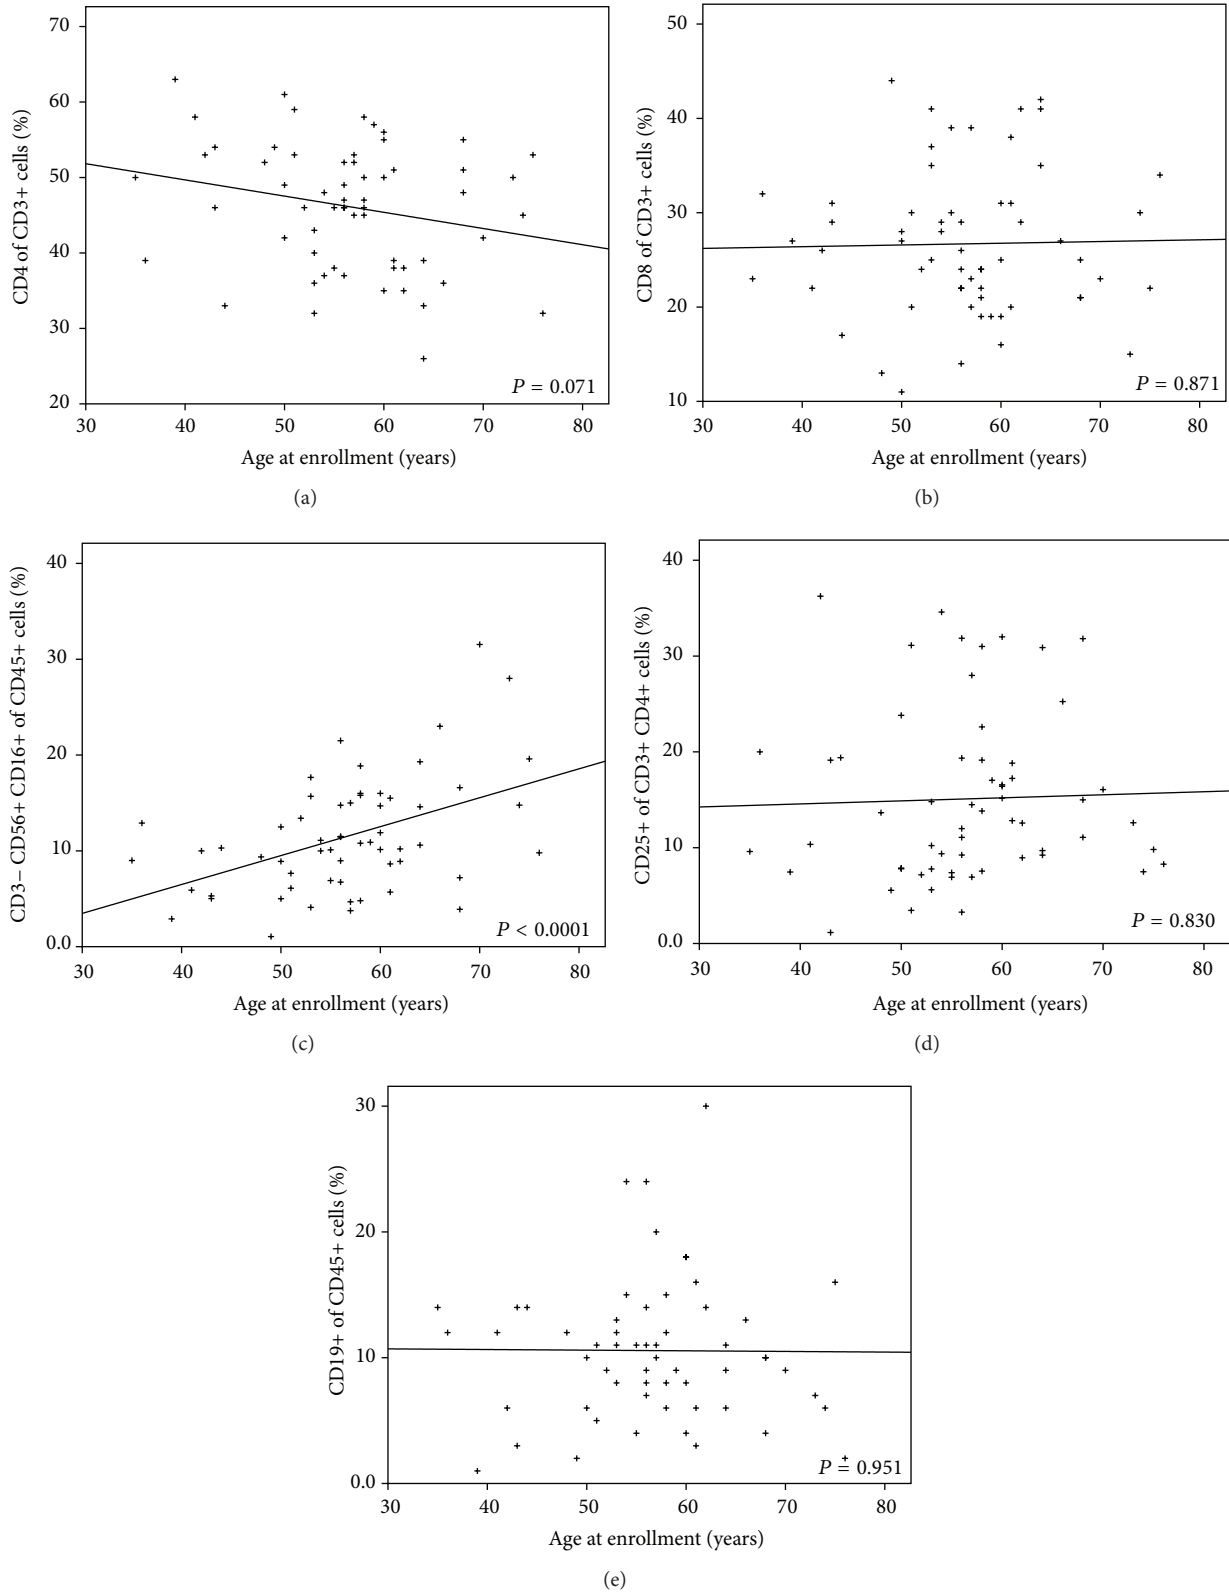 70
60
50
40
30
20
CD4 of CD3+ cells (%)
P = 0.071
30 40 50 60 70 80
Age at enrollment (years)
(a)
50
40
30
20
10
CD8 of CD3+ cells (%)
P = 0.871
30 40 50 60 70 80
Age at enrollment (years)
(b)
40
30
20
10
0.0
CD3− CD56+ CD16+ of CD45+ cells (%)
P < 0.0001
30 40 50 60 70 80
Age at enrollment (years)
(c)
40
30
20
10
0.0
CD25+ of CD3+ CD4+ cells (%)
P = 0.830
30 40 50 60 70 80
Age at enrollment (years)
(d)
30
20
10
0.0
CD19+ of CD45+ cells (%)
P = 0.951
30 40 50 60 70 80
Age at enrollment (years)
(e)